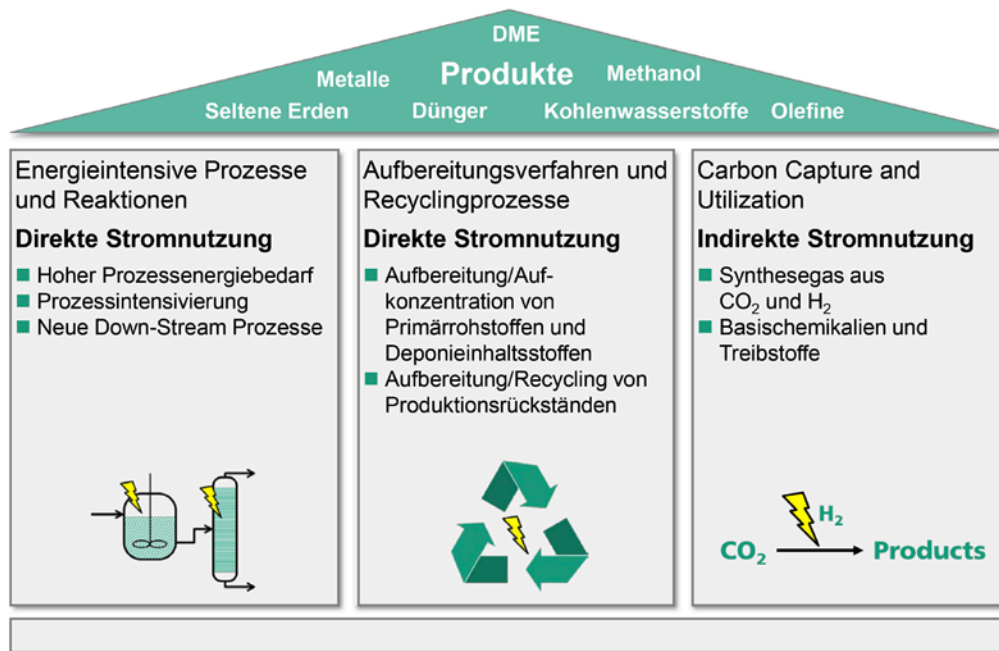 DME
Metalle Produkte Methanol
Seltene Erden Dünger Kohlenwasserstoffe Olefine
Energieintensive Prozesse
und Reaktionen
Direkte Stromnutzung
Hoher Prozessenergiebedarf
Prozessintensivierung
Neue Down-Stream Prozesse
Aufbereitungsverfahren und
Recyclingprozesse
Direkte Stromnutzung
Aufbereitung/Auf-
konzentration von
Primärrohstoffen und
Deponieinhaltsstoffen
Aufbereitung/Recycling von
Produktionsrückständen
Carbon Capture and
Utilization
Indirekte Stromnutzung
Synthesegas aus
CO₂ und H₂
Basischemikalien und
Treibstoffe
H₂
CO₂ Products